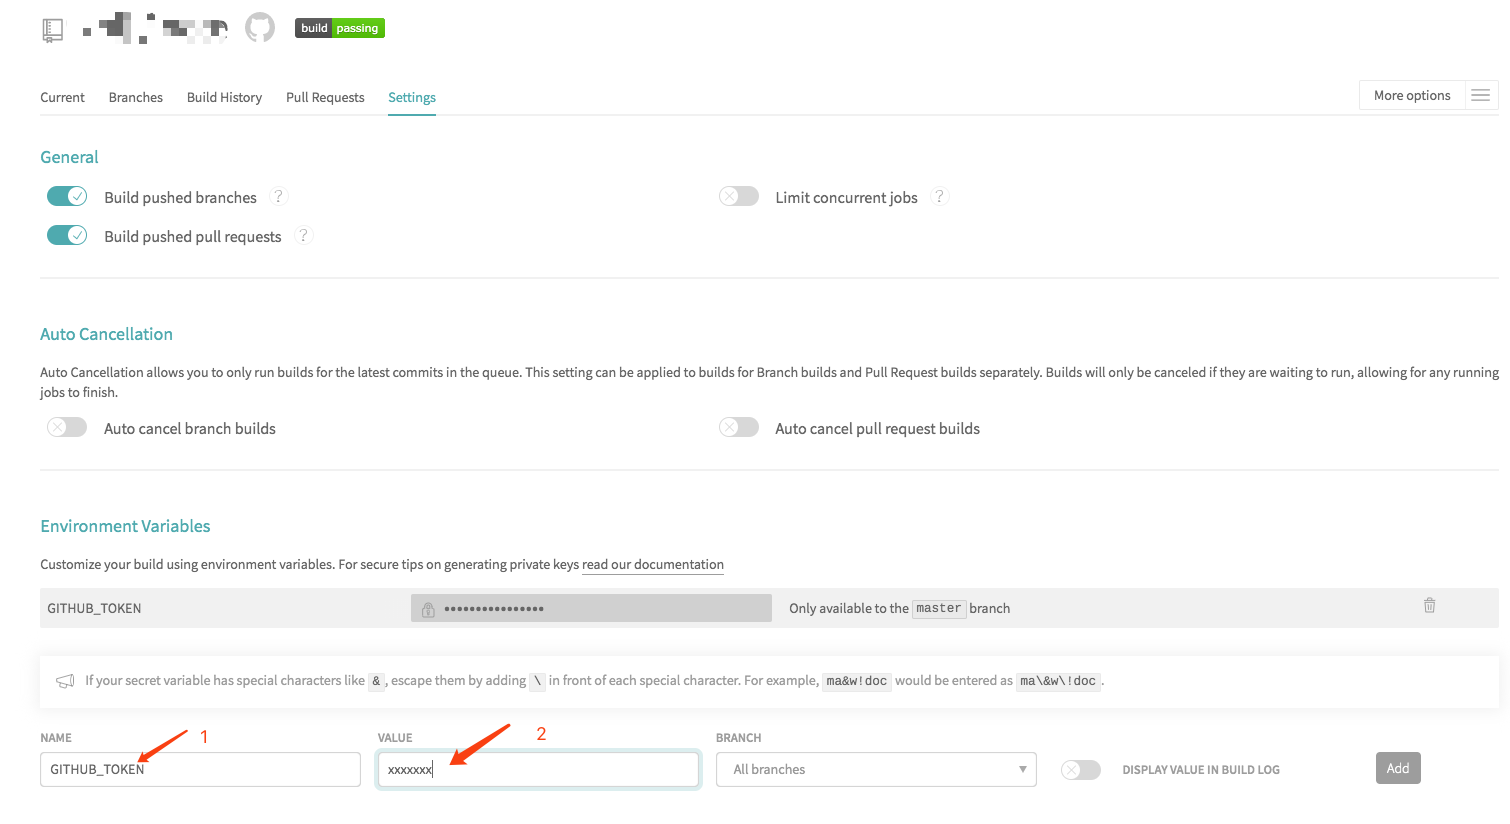 build passing
Current Branches Build History Pull Requests Settings More options
General
Build pushed branches ? Limit concurrent jobs ?
Build pushed pull requests ?
Auto Cancellation
Auto Cancellation allows you to only run builds for the latest commits in the queue. This setting can be applied to builds for Branch builds and Pull Request builds separately. Builds will only be canceled if they are waiting to run, allowing for any running
jobs to finish.
Auto cancel branch builds Auto cancel pull request builds
Environment Variables
Customize your build using environment variables. For secure tips on generating private keys read our documentation
GITHUB_TOKEN •••••••••••••••• Only available to the master branch
If your secret variable has special characters like &, escape them by adding \ in front of each special character. For example, ma&w!doc would be entered as ma\&w\!doc.
1 2
NAME VALUE BRANCH
GITHUB_TOKEN xxxxxxx All branches DISPLAY VALUE IN BUILD LOG Add